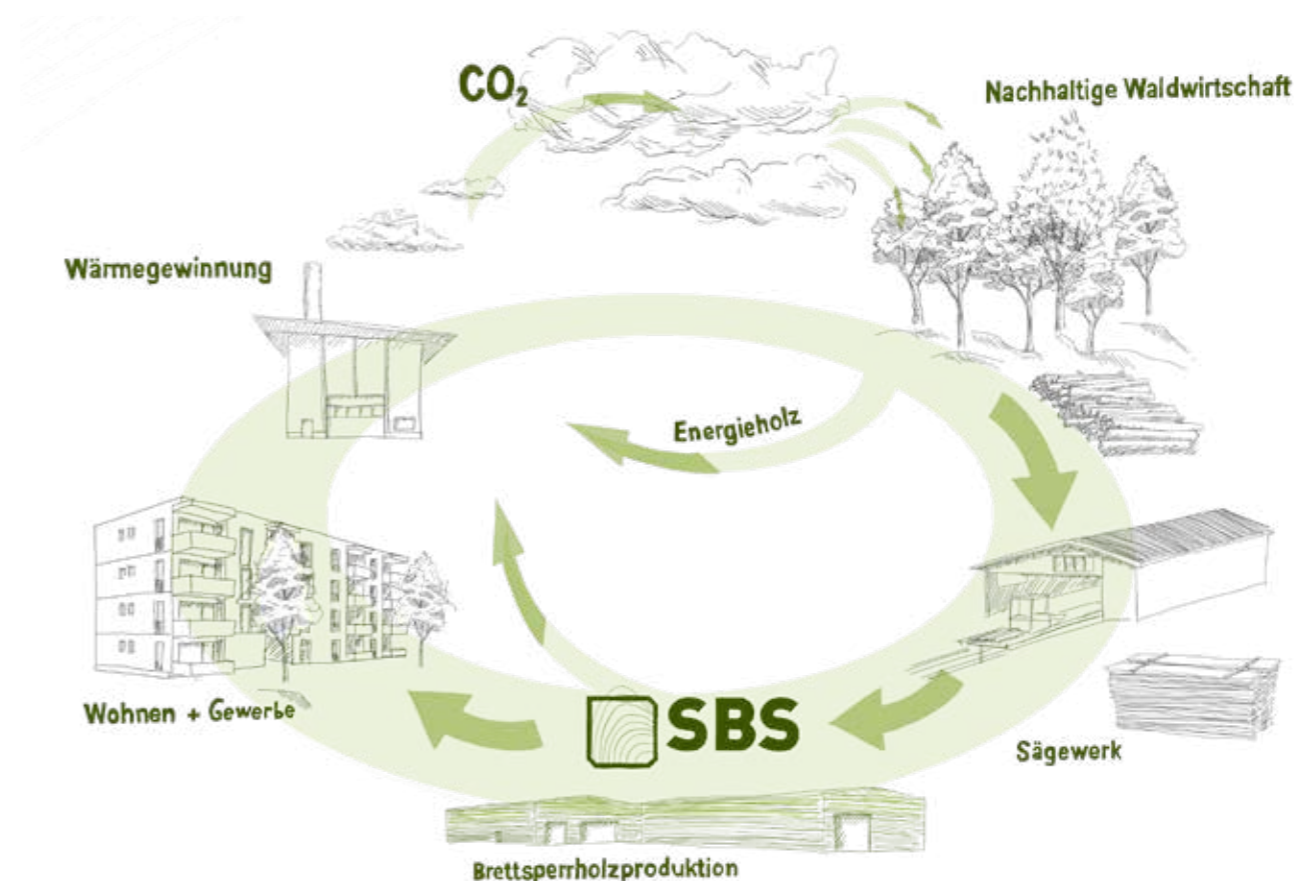 CO₂
Nachhaltige Waldwirtschaft
Wärmegewinnung
Energieholz
SBS
Wohnen + Gewerbe
Sägewerk
Brettsperrholzproduktion